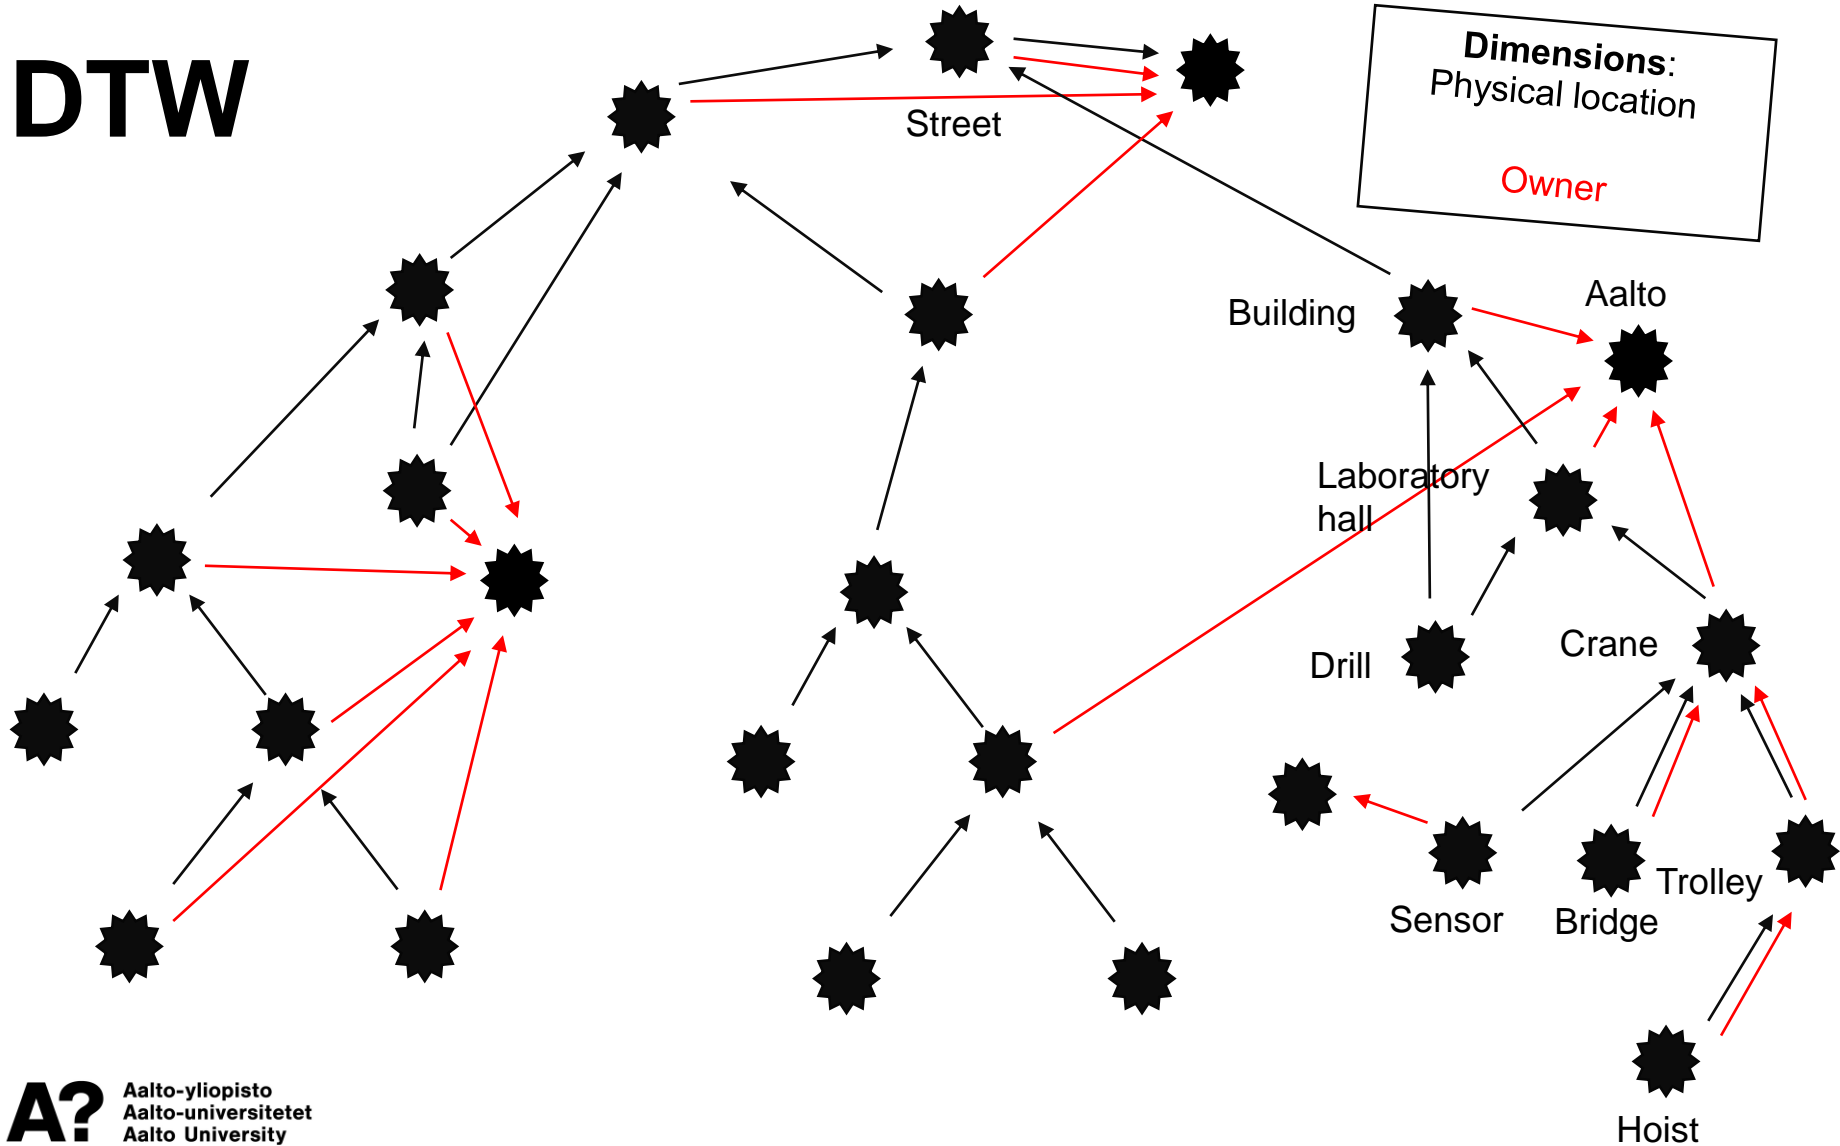 DTW
Dimensions:
Physical location
Owner
Street
Building
Aalto
Laboratory
hall
Drill
Crane
Sensor
Bridge
Trolley
Hoist
A?
Aalto-yliopisto
Aalto-universitetet
Aalto University